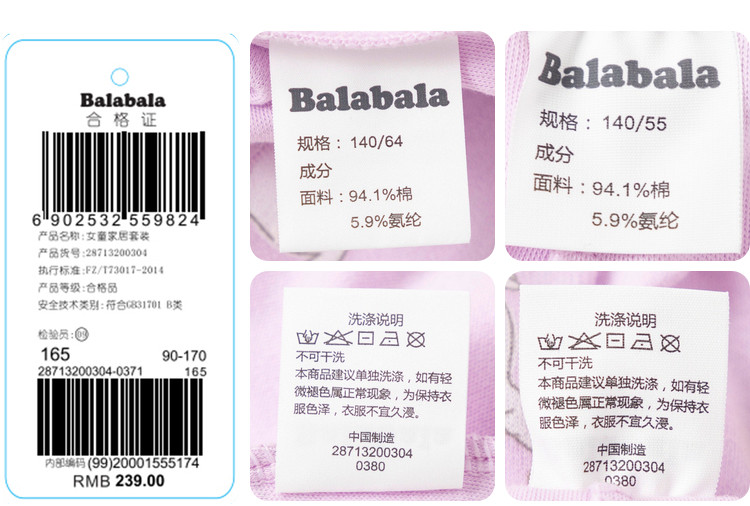 Balabala
合格证
6902532559824
产品名称:女童家居套装
产品货号:28713200304
执行标准:FZ/T73017-2014
产品等级:合格品
安全技术类别:符合GB31701 B类
检验员:09
165 90-170
28713200304-0371 165
内部编码(99)20001555174
RMB 239.00
Balabala
规格：140/64
成分
面料：94.1%棉
5.9%氨纶
Balabala
规格：140/55
成分
面料：94.1%棉
5.9%氨纶
洗涤说明
不可干洗
本商品建议单独洗涤，如有轻
微褪色属正常现象，为保持衣
服色泽，衣服不宜久浸。
中国制造
28713200304
0380
洗涤说明
不可干洗
本商品建议单独洗涤，如有轻
微褪色属正常现象，为保持衣
服色泽，衣服不宜久浸。
中国制造
28713200304
0380